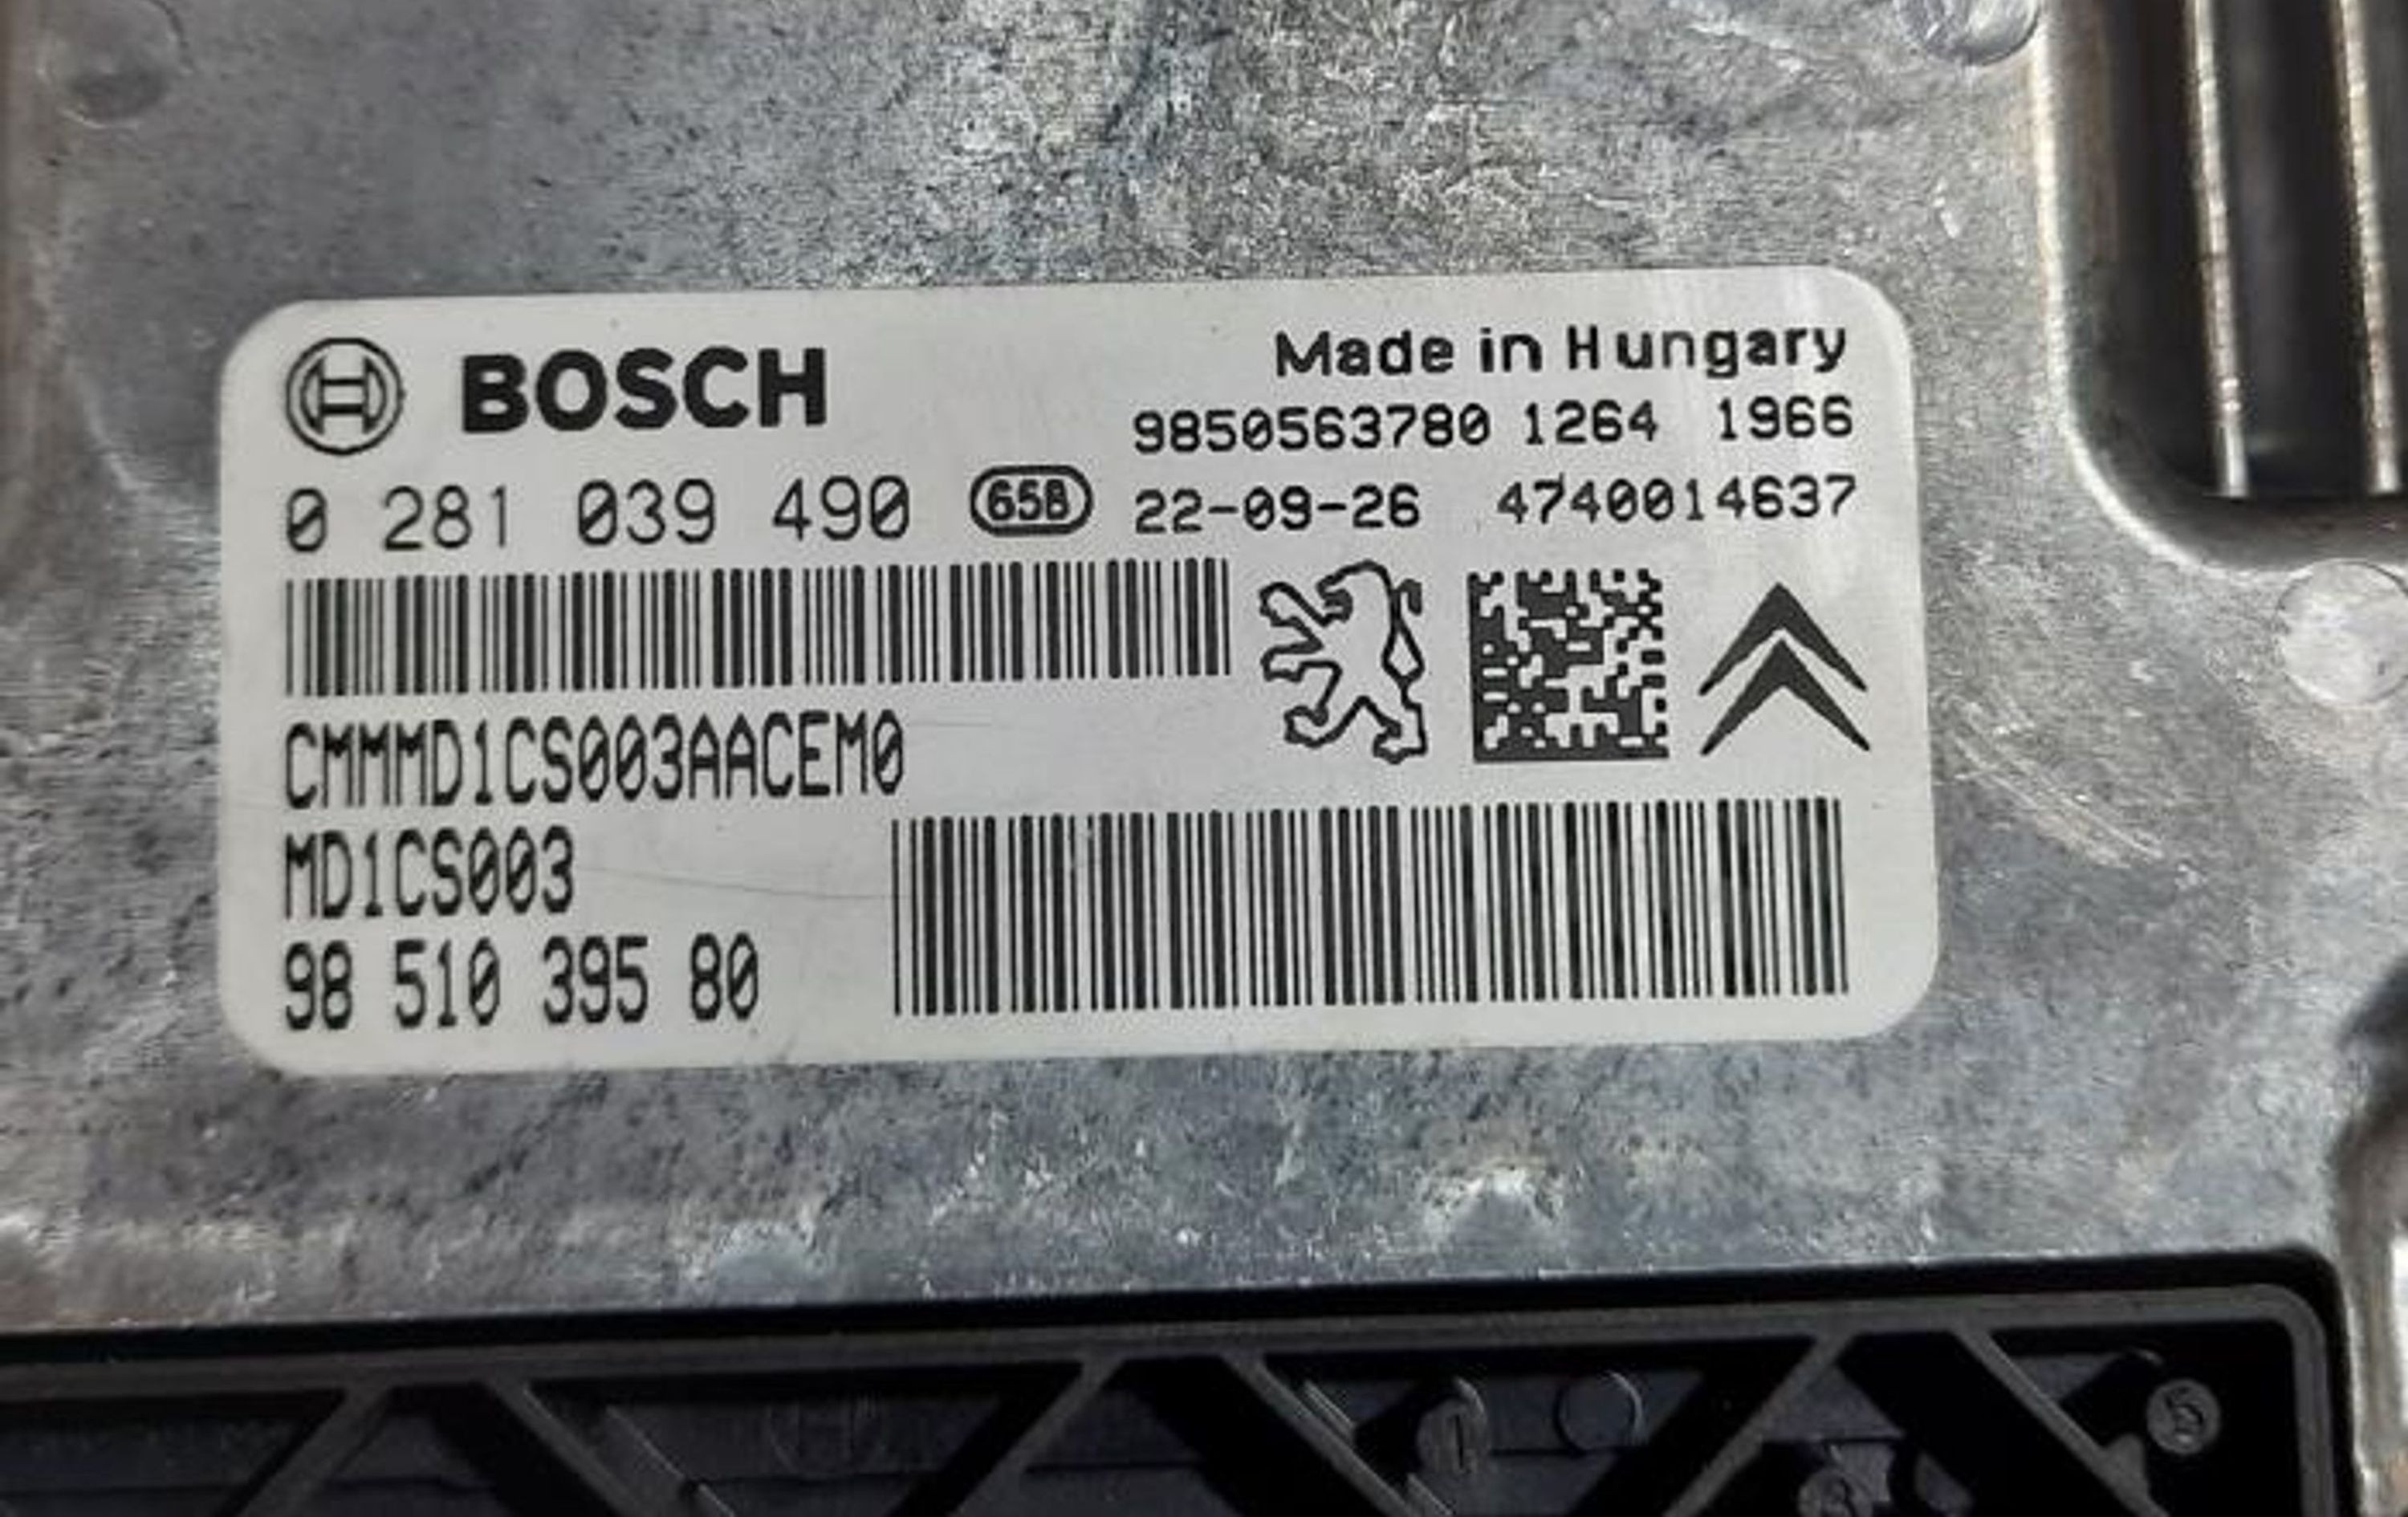 BOSCH
Made in Hungary
9850563780 1264 1966
0 281 039 490 65B 22-09-26 4740014637
CMMMD1CS003AACEM0
MD1CS003
98 510 395 80